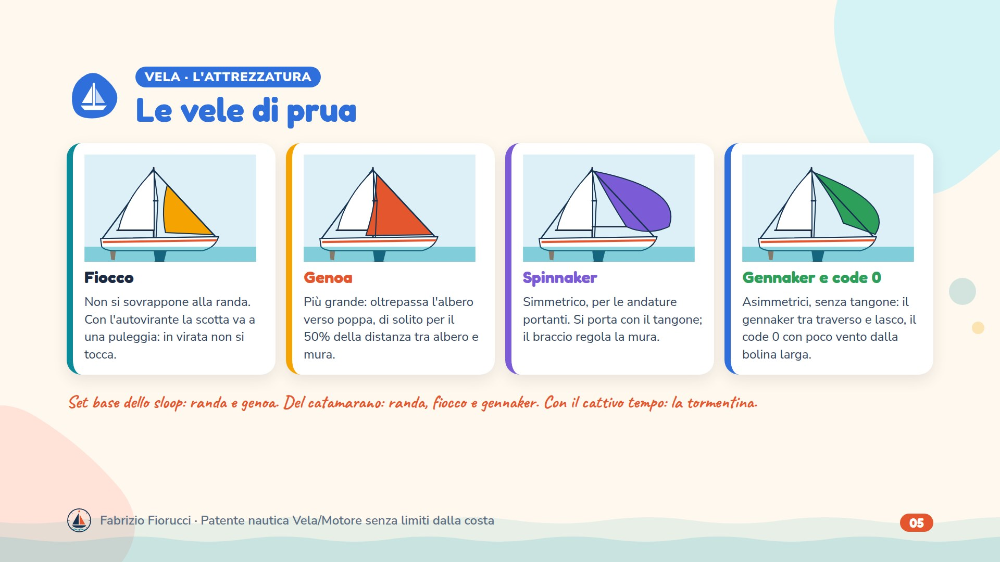 VELA · L'ATTREZZATURA
Le vele di prua
Fiocco
Non si sovrappone alla randa.
Con l'autovirante la scotta va a
una puleggia: in virata non si
tocca.
Genoa
Più grande: oltrepassa l'albero
verso poppa, di solito per il
50% della distanza tra albero e
mura.
Spinnaker
Simmetrico, per le andature
portanti. Si porta con il tangone;
il braccio regola la mura.
Gennaker e code 0
Asimmetrici, senza tangone: il
gennaker tra traverso e lasco, il
code 0 con poco vento dalla
bolina larga.
Set base dello sloop: randa e genoa. Del catamarano: randa, fiocco e gennaker. Con il cattivo tempo: la tormentina.
Fabrizio Fiorucci · Patente nautica Vela/Motore senza limiti dalla costa
05